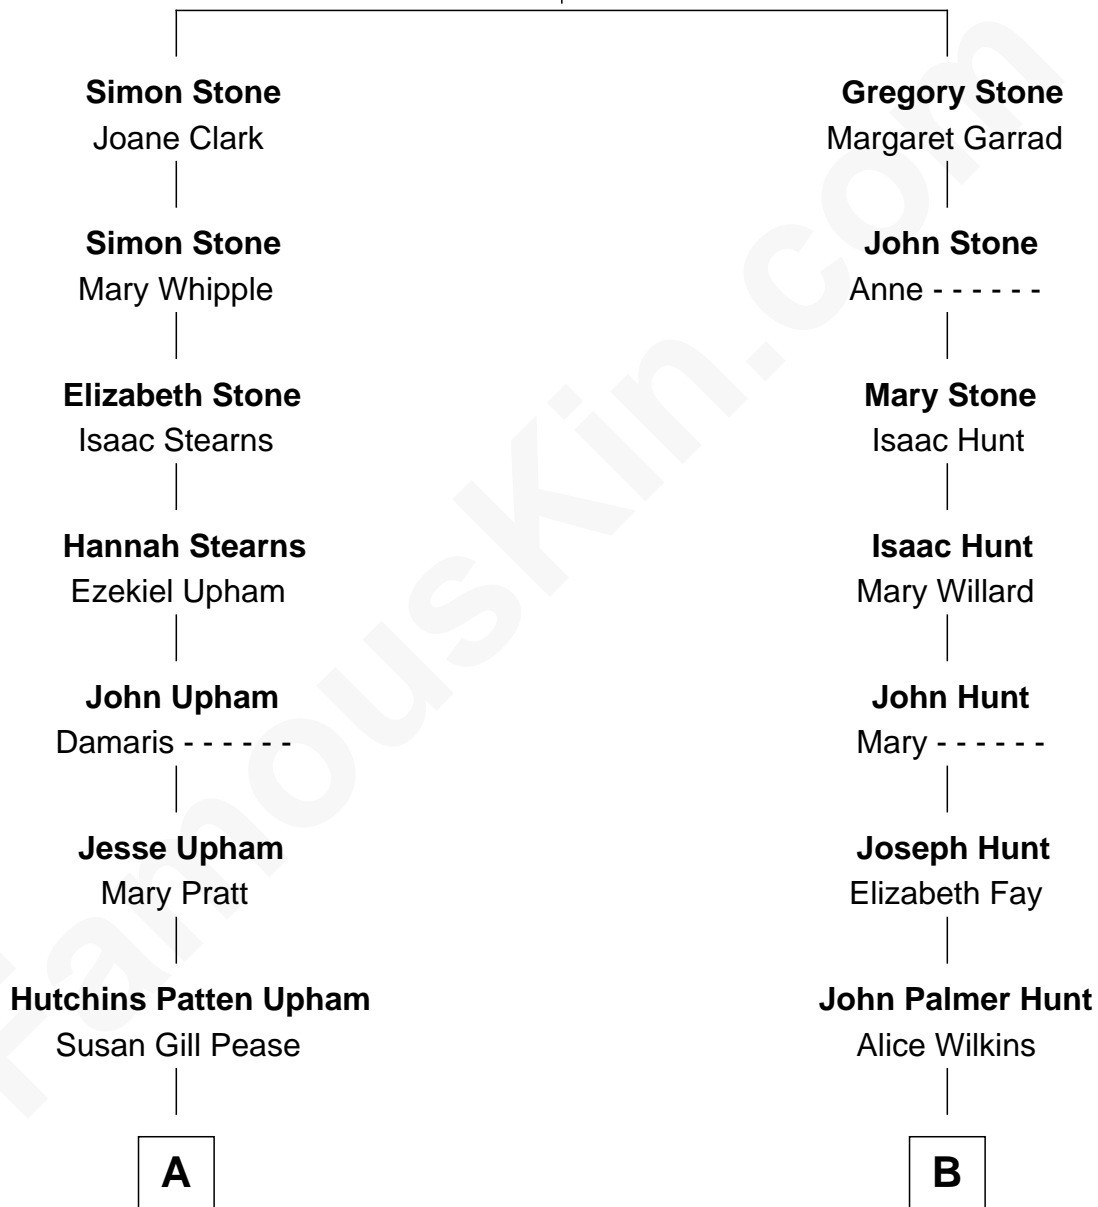 Simon Stone
Joane Clark
Gregory Stone
Margaret Garrad
Simon Stone
Mary Whipple
John Stone
Anne - - - - - -
Elizabeth Stone
Isaac Stearns
Mary Stone
Isaac Hunt
Hannah Stearns
Ezekiel Upham
Isaac Hunt
Mary Willard
John Upham
Damaris - - - - - -
John Hunt
Mary - - - - - -
Jesse Upham
Mary Pratt
Joseph Hunt
Elizabeth Fay
Hutchins Patten Upham
Susan Gill Pease
John Palmer Hunt
Alice Wilkins
A
B
FamousKin.com